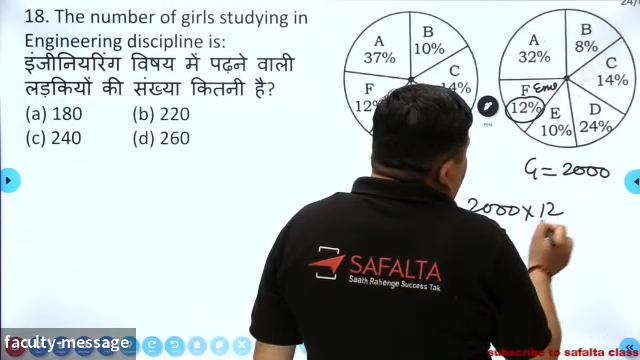 18. The number of girls studying in
Engineering discipline is:
इंजीनियरिंग विषय में पढ़ने वाली
लड़कियों की संख्या कितनी है?
(a) 180 (b) 220
(c) 240 (d) 260
A
37%
B
10%
C
14%
F
12%
A
32%
B
8%
C
14%
D
24%
E
10%
F
12%
G = 2000
2000 x 12
PEN
24/
SAFALTA
Saath Rahenge Success Tak
faculty-message
subscribe to safalta class